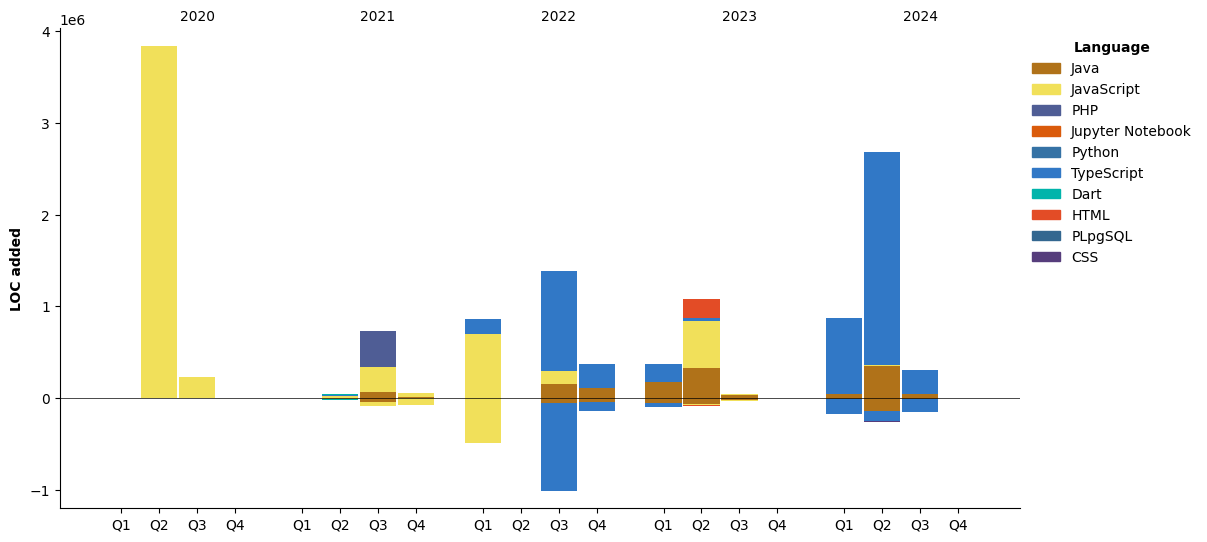 2020 2021 2022 2023 2024
1e6
4
3
2
1
0
−1
LOC added
Q1 Q2 Q3 Q4 Q1 Q2 Q3 Q4 Q1 Q2 Q3 Q4 Q1 Q2 Q3 Q4 Q1 Q2 Q3 Q4
Language
Java
JavaScript
PHP
Jupyter Notebook
Python
TypeScript
Dart
HTML
PLpgSQL
CSS